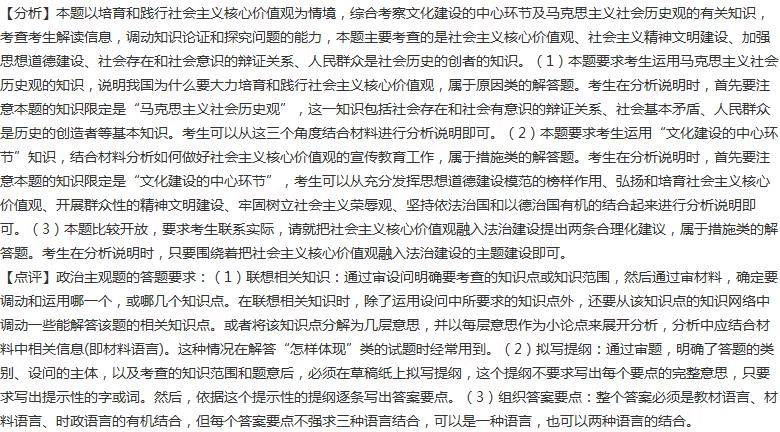 【分析】本题以培育和践行社会主义核心价值观为情境，综合考察文化建设的中心环节及马克思主义社会历史观的有关知识，
考查考生解读信息，调动知识论证和探究问题的能力，本题主要考查的是社会主义核心价值观、社会主义精神文明建设、加强
思想道德建设、社会存在和社会意识的辩证关系、人民群众是社会历史的创者的知识。（1）本题要求考生运用马克思主义社会
历史观的知识，说明我国为什么要大力培育和践行社会主义核心价值观，属于原因类的解答题。考生在分析说明时，首先要注
意本题的知识限定是“马克思主义社会历史观”，这一知识包括社会存在和社会有意识的辩证关系、社会基本矛盾、人民群众
是历史的创造者等基本知识。考生可以从这三个角度结合材料进行分析说明即可。（2）本题要求考生运用“文化建设的中心环
节”知识，结合材料分析如何做好社会主义核心价值观的宣传教育工作，属于措施类的解答题。考生在分析说明时，首先要注
意本题的知识限定是“文化建设的中心环节”，考生可以从充分发挥思想道德建设模范的榜样作用、弘扬和培育社会主义核心
价值观、开展群众性的精神文明建设、牢固树立社会主义荣辱观、坚持依法治国和以德治国有机的结合起来进行分析说明即
可。（3）本题比较开放，要求考生联系实际，请就把社会主义核心价值观融入法治建设提出两条合理化建议，属于措施类的解
答题。考生在分析说明时，只要围绕着把社会主义核心价值观融入法治建设的主题建设即可。
【点评】政治主观题的答题要求：（1）联想相关知识：通过审设问明确要考查的知识点或知识范围，然后通过审材料，确定要
调动和运用哪一个，或哪几个知识点。在联想相关知识时，除了运用设问中所要求的知识点外，还要从该知识点的知识网络中
调动一些能解答该题的相关知识点。或者将该知识点分解为几层意思，并以每层意思作为小论点来展开分析，分析中应结合材
料中相关信息(即材料语言)。这种情况在解答“怎样体现”类的试题时经常用到。（2）拟写提纲：通过审题，明确了答题的类
别、设问的主体，以及考查的知识范围和题意后，必须在草稿纸上拟写提纲，这个提纲不要求写出每个要点的完整意思，只要
求写出提示性的字或词。然后，依据这个提示性的提纲逐条写出答案要点。（3）组织答案要点：整个答案必须是教材语言、材
料语言、时政语言的有机结合，但每个答案要点不强求三种语言结合，可以是一种语言，也可以两种语言的结合。